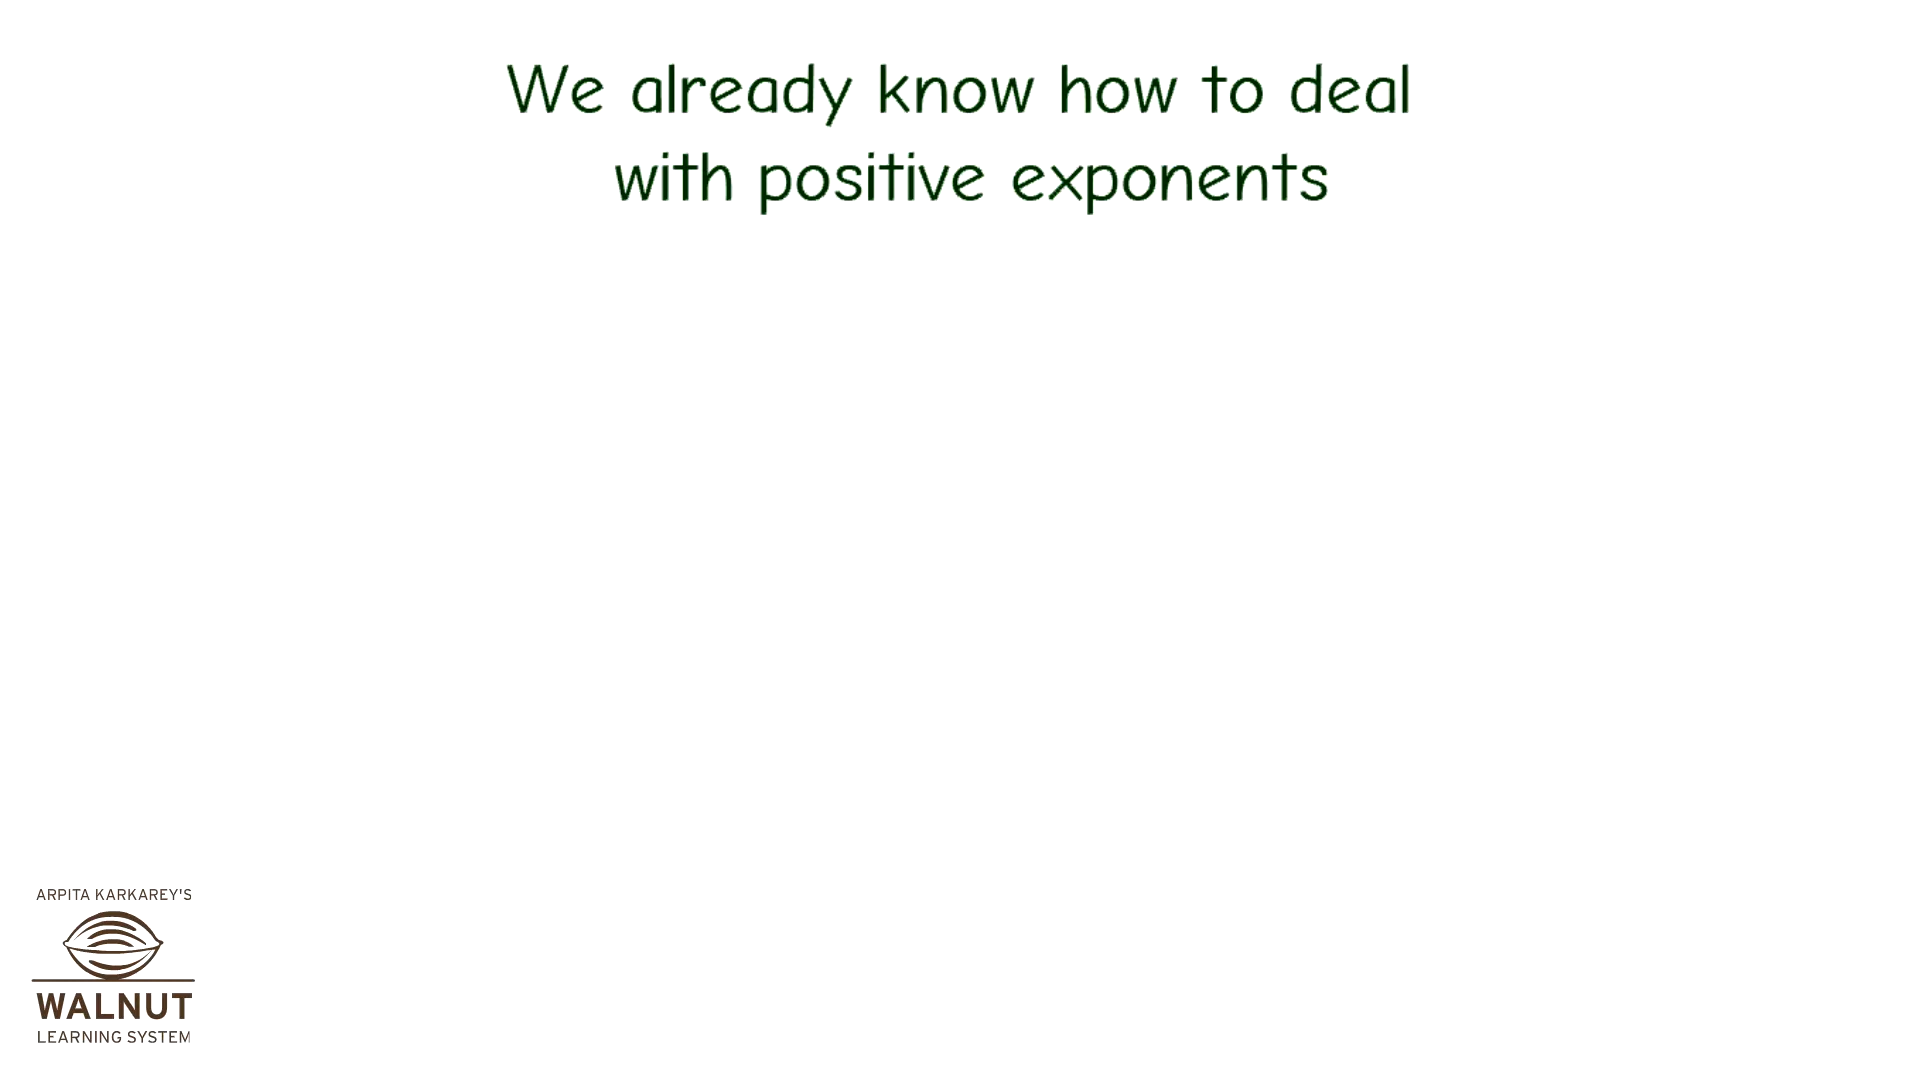 We already know how to deal
with positive exponents
ARPITA KARKAREY'S
WALNUT
LEARNING SYSTEM